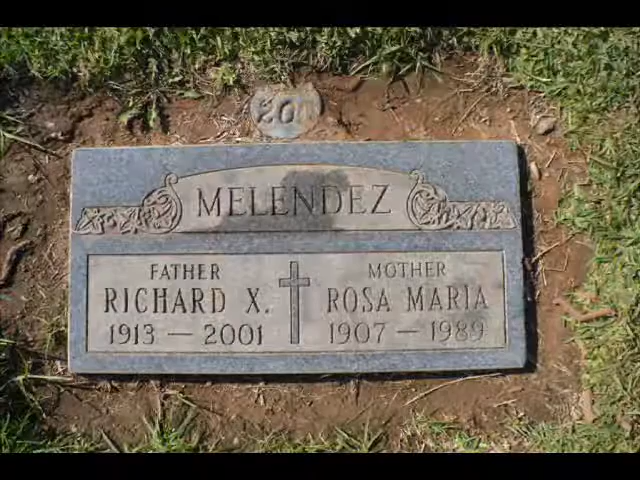 MELENDEZ
FATHER
RICHARD X.
1913 — 2001
MOTHER
ROSA MARIA
1907 — 1989